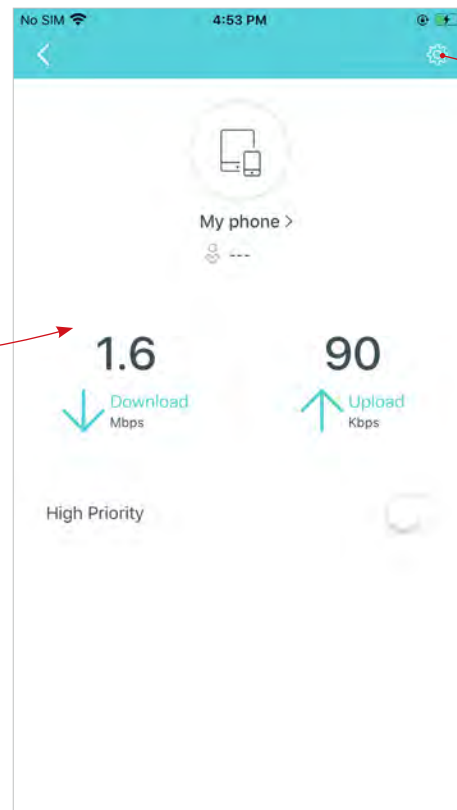 No SIM 4:53 PM
My phone >
---
1.6 90
Download Upload
Mbps Kbps
High Priority